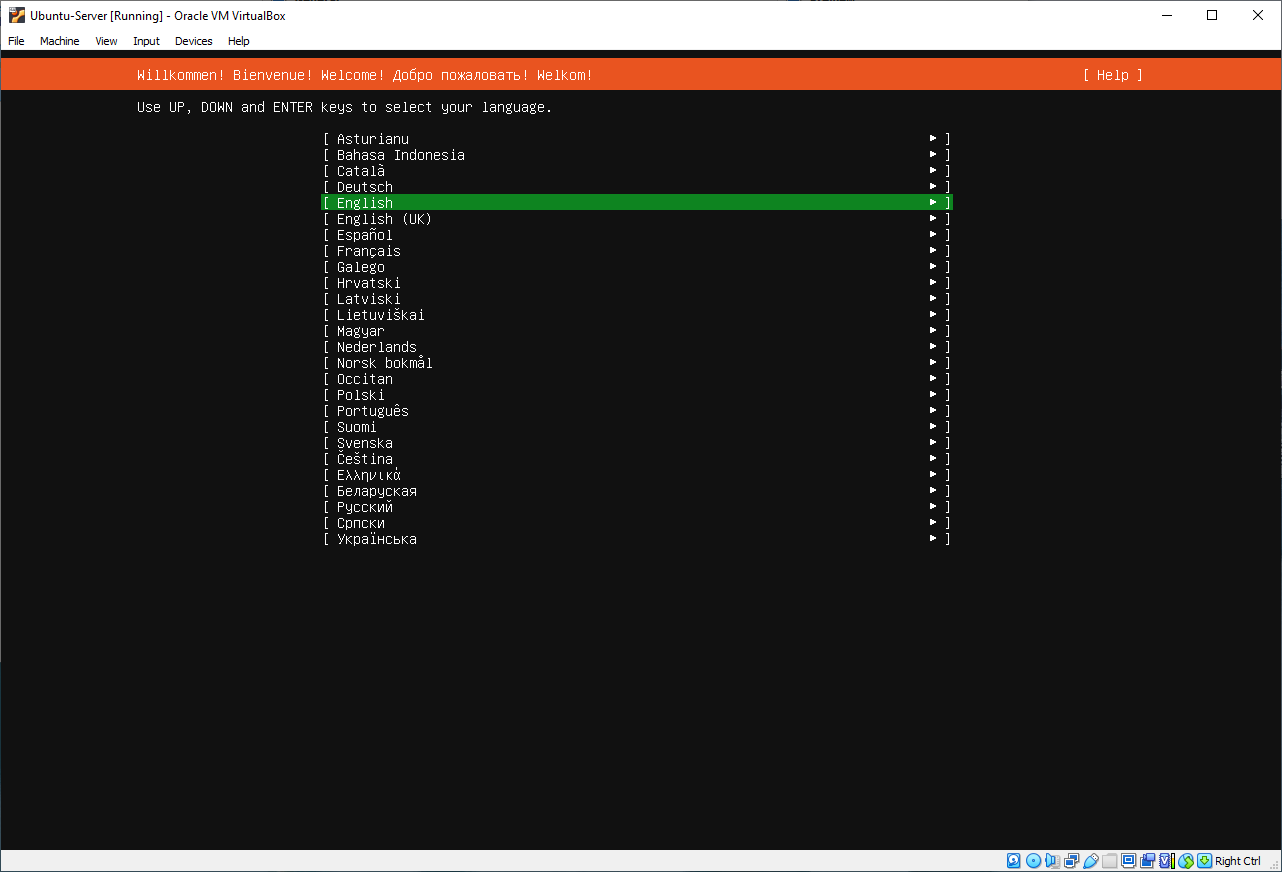 Ubuntu-Server [Running] - Oracle VM VirtualBox
File Machine View Input Devices Help
Willkommen! Bienvenue! Welcome! Добро пожаловать! Welkom! [ Help ]
Use UP, DOWN and ENTER keys to select your language.
[ Asturianu ► ]
[ Bahasa Indonesia ► ]
[ Català ► ]
[ Deutsch ► ]
[ English ► ]
[ English (UK) ► ]
[ Español ► ]
[ Français ► ]
[ Galego ► ]
[ Hrvatski ► ]
[ Latviski ► ]
[ Lietuviškai ► ]
[ Magyar ► ]
[ Nederlands ► ]
[ Norsk bokmål ► ]
[ Occitan ► ]
[ Polski ► ]
[ Português ► ]
[ Suomi ► ]
[ Svenska ► ]
[ Čeština ► ]
[ Ελληνικά ► ]
[ Беларуская ► ]
[ Русский ► ]
[ Српски ► ]
[ Українська ► ]
Right Ctrl